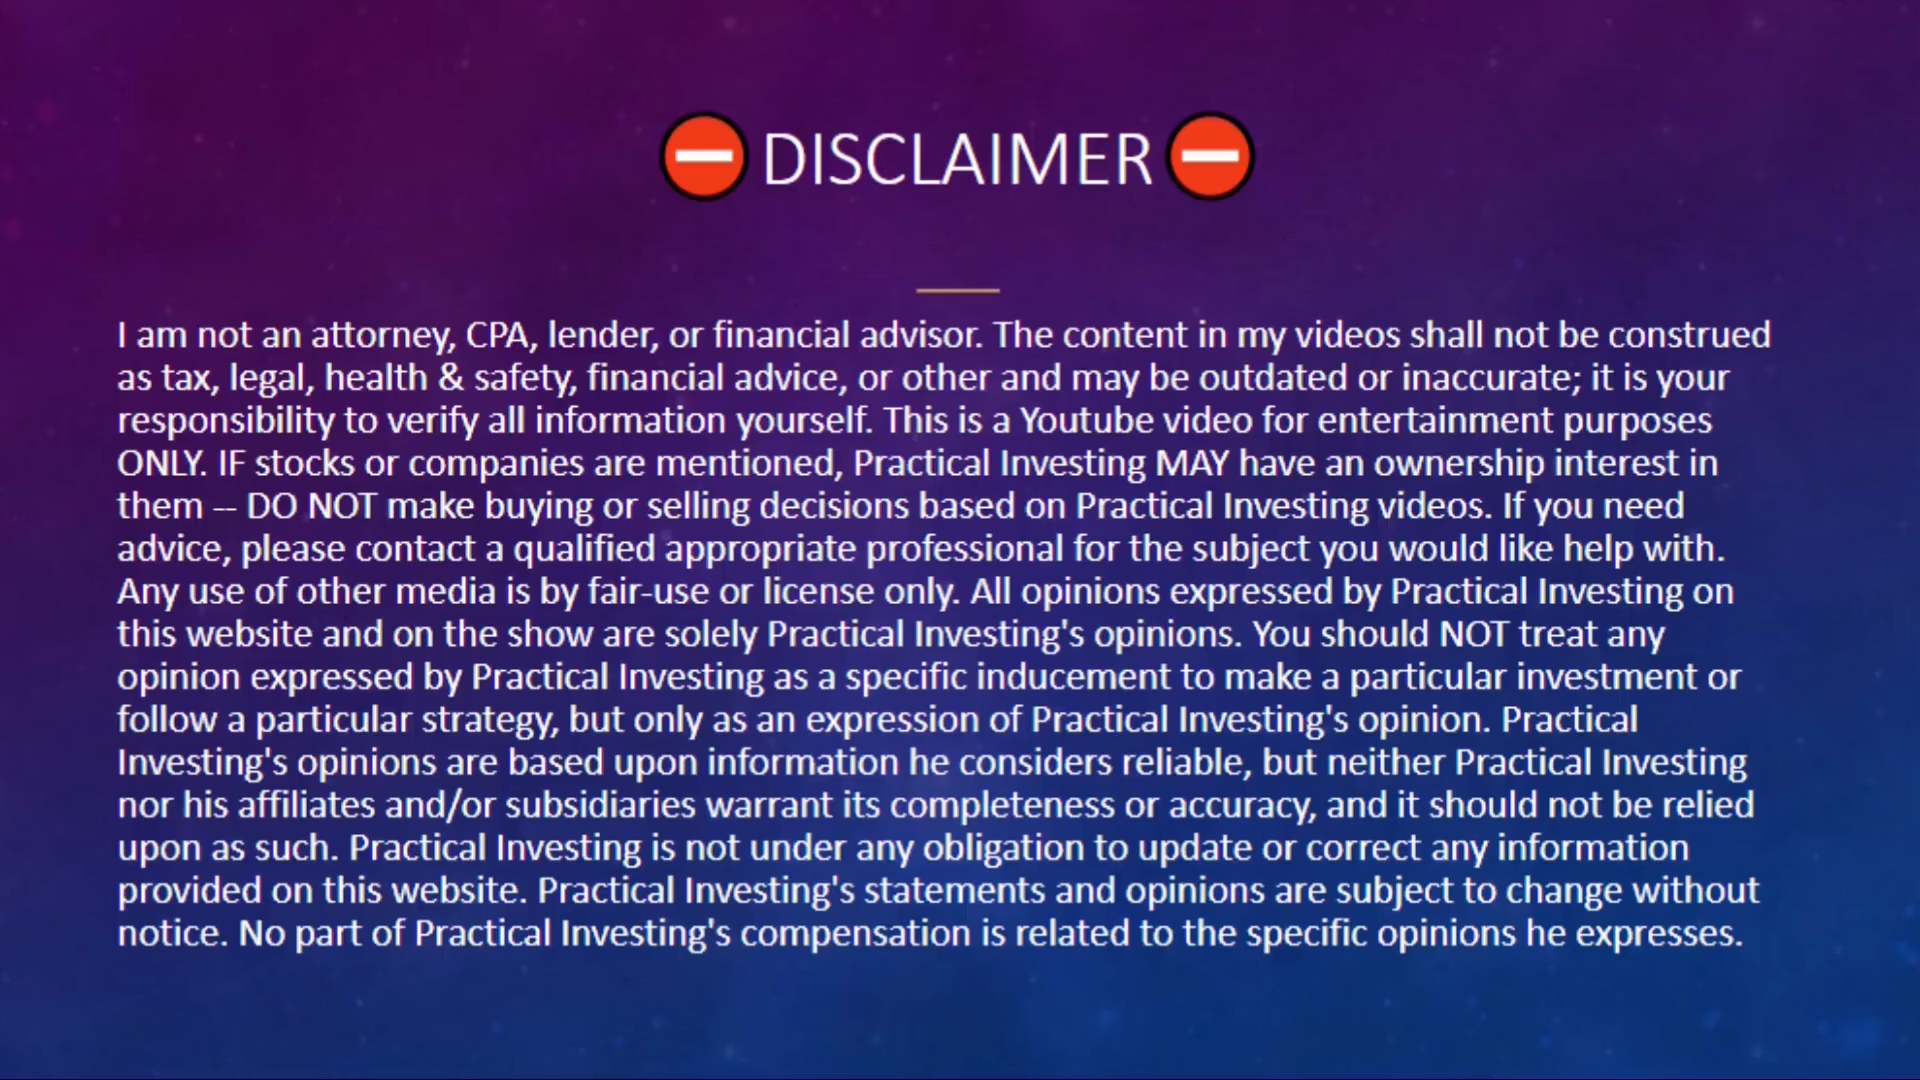 DISCLAIMER
I am not an attorney, CPA, lender, or financial advisor. The content in my videos shall not be construed
as tax, legal, health & safety, financial advice, or other and may be outdated or inaccurate; it is your
responsibility to verify all information yourself. This is a Youtube video for entertainment purposes
ONLY. IF stocks or companies are mentioned, Practical Investing MAY have an ownership interest in
them -- DO NOT make buying or selling decisions based on Practical Investing videos. If you need
advice, please contact a qualified appropriate professional for the subject you would like help with.
Any use of other media is by fair-use or license only. All opinions expressed by Practical Investing on
this website and on the show are solely Practical Investing's opinions. You should NOT treat any
opinion expressed by Practical Investing as a specific inducement to make a particular investment or
follow a particular strategy, but only as an expression of Practical Investing's opinion. Practical
Investing's opinions are based upon information he considers reliable, but neither Practical Investing
nor his affiliates and/or subsidiaries warrant its completeness or accuracy, and it should not be relied
upon as such. Practical Investing is not under any obligation to update or correct any information
provided on this website. Practical Investing's statements and opinions are subject to change without
notice. No part of Practical Investing's compensation is related to the specific opinions he expresses.